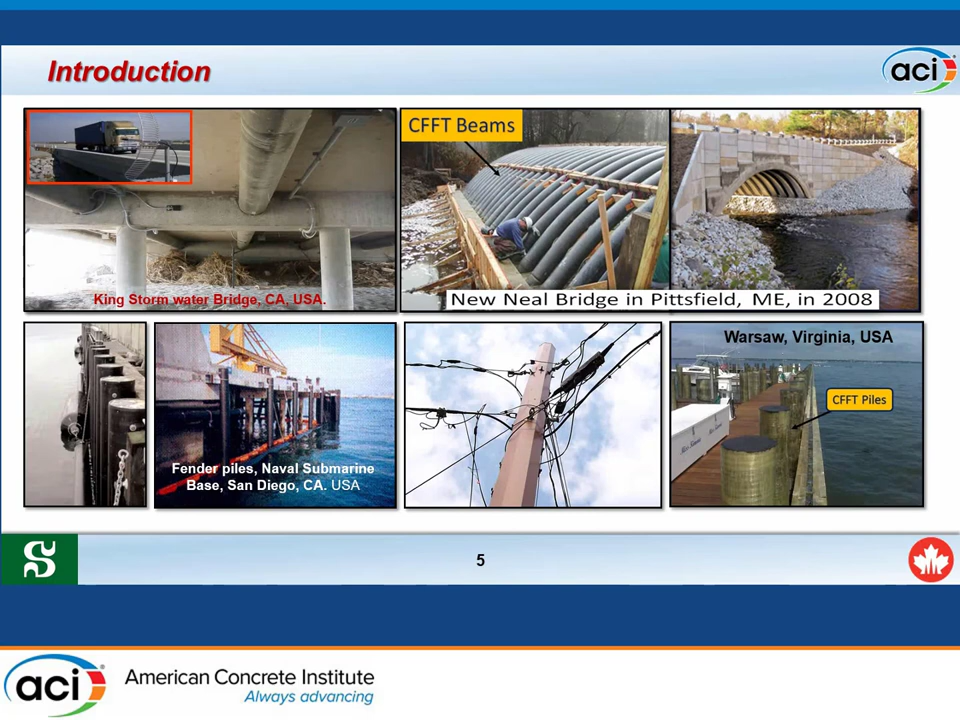 Introduction
aci
CFFT Beams
King Storm water Bridge, CA, USA.
New Neal Bridge in Pittsfield, ME, in 2008
Fender piles, Naval Submarine
Base, San Diego, CA. USA
Warsaw, Virginia, USA
CFFT Piles
S
5
aci
American Concrete Institute
Always advancing